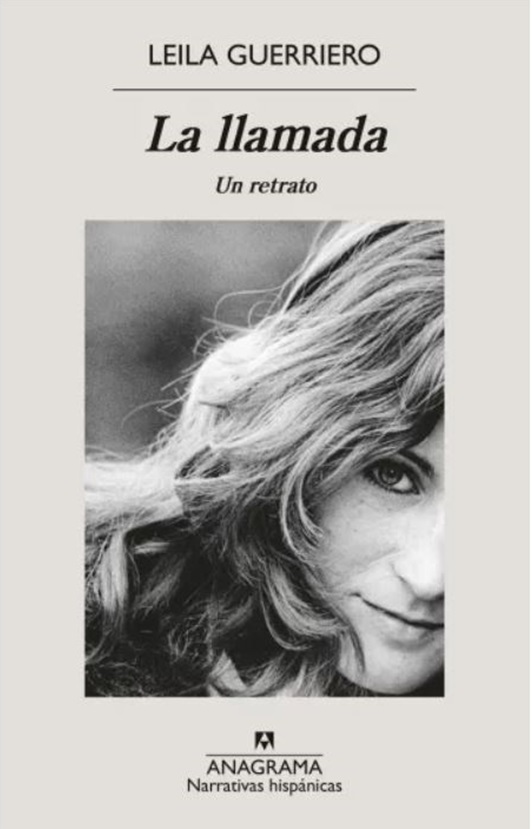 LEILA GUERRIERO
La llamada
Un retrato
ANAGRAMA
Narrativas hispánicas